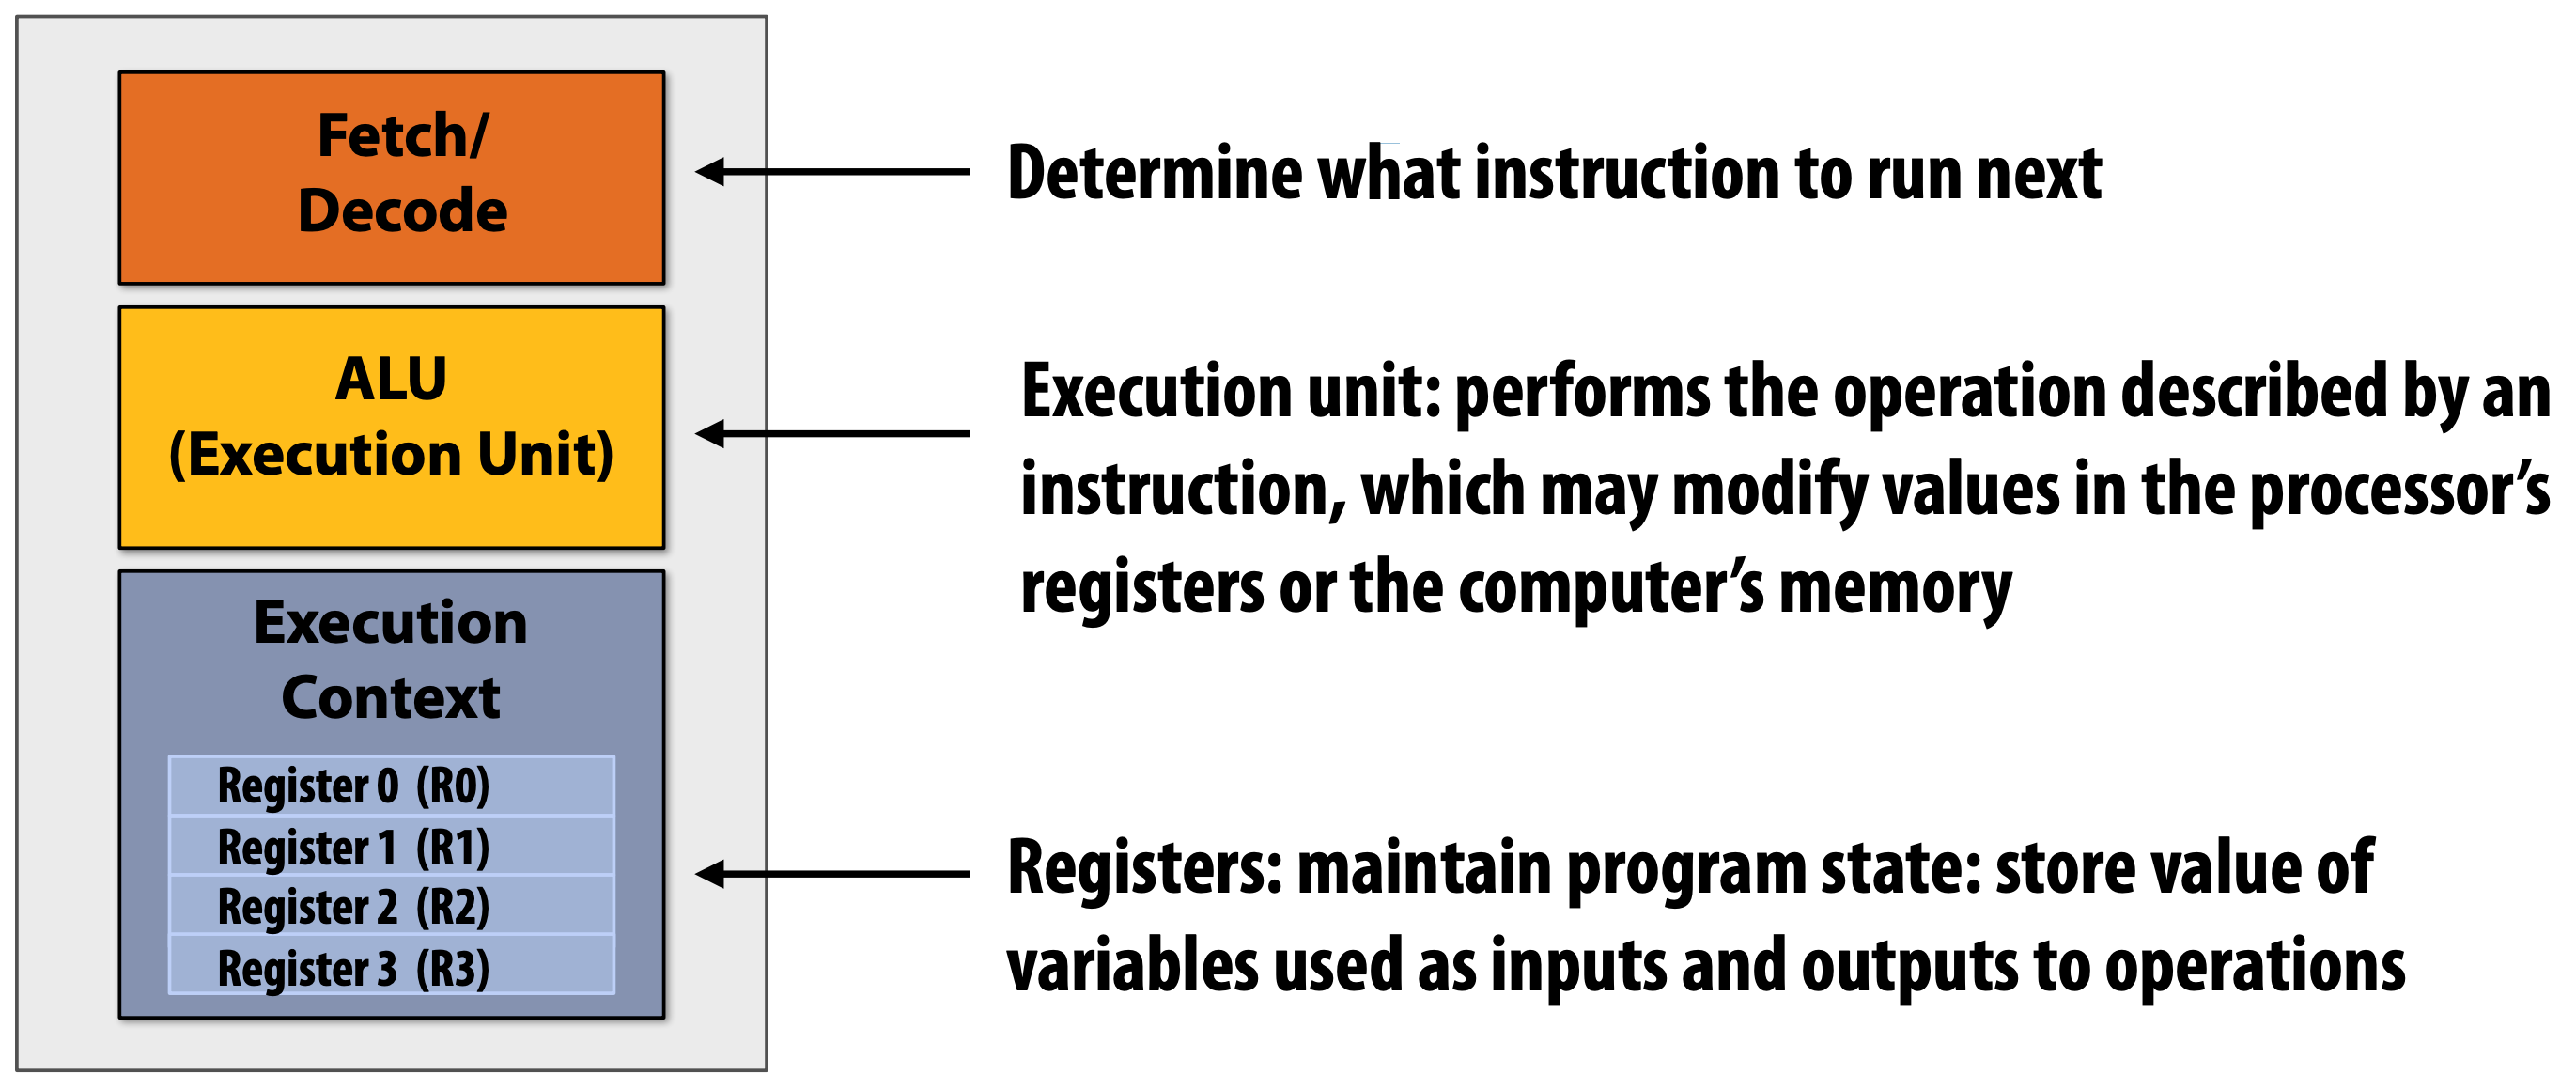 Fetch/
Decode
Determine what instruction to run next
ALU
(Execution Unit)
Execution unit: performs the operation described by an
instruction, which may modify values in the processor’s
registers or the computer’s memory
Execution
Context
Register 0 (R0)
Register 1 (R1)
Register 2 (R2)
Register 3 (R3)
Registers: maintain program state: store value of
variables used as inputs and outputs to operations